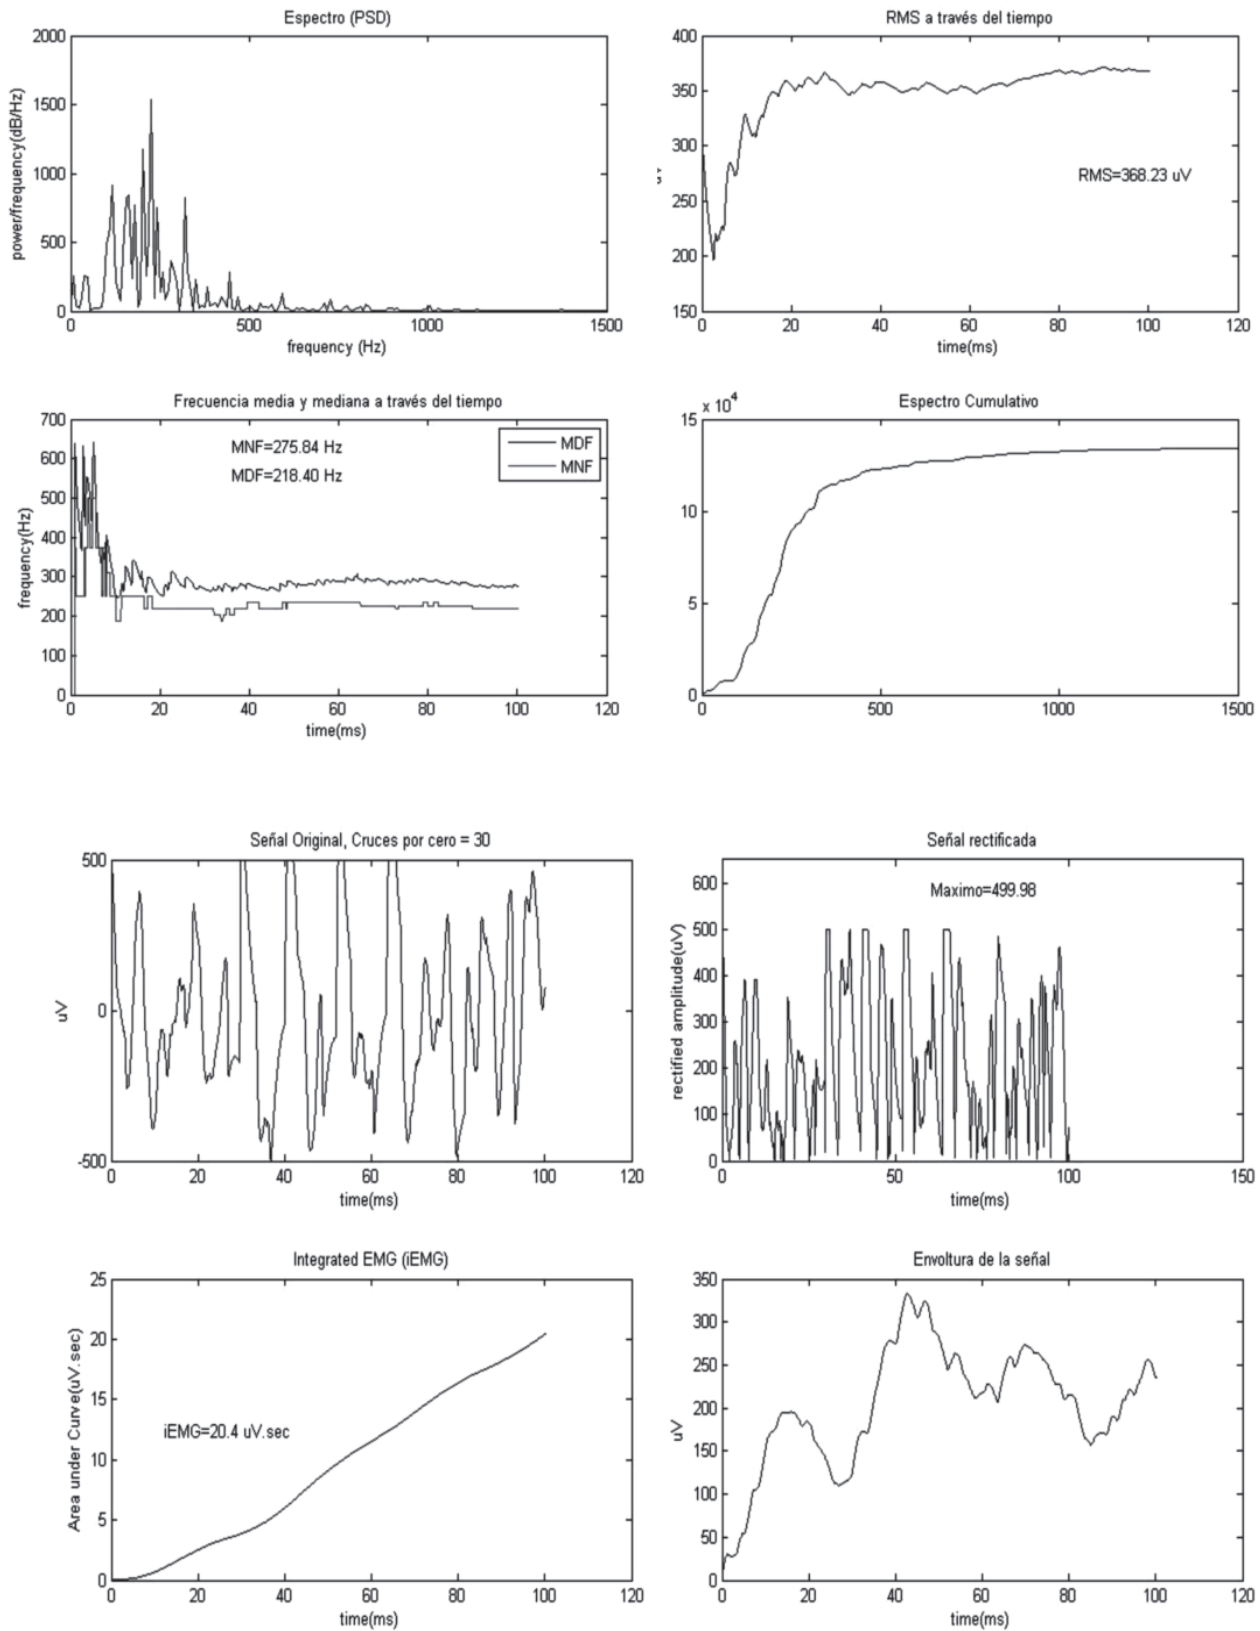 Espectro (PSD)
2000
1500
1000
500
0
0 500 1000 1500
power/frequency(dB/Hz)
frequency (Hz)
RMS a través del tiempo
400
350
300
250
200
150
0 20 40 60 80 100 120
RMS=368.23 uV
time(ms)
Frecuencia media y mediana a través del tiempo
700
600
500
400
300
200
100
0
0 20 40 60 80 100 120
frequency(Hz)
MNF=275.84 Hz
MDF=218.40 Hz
MDF
MNF
time(ms)
Espectro Cumulativo
x 10^4
15
10
5
0
0 500 1000 1500
Señal Original, Cruces por cero = 30
500
0
-500
uV
0 20 40 60 80 100 120
time(ms)
Señal rectificada
Maximo=499.98
600
500
400
300
200
100
0
rectified amplitude(uV)
0 50 100 150
time(ms)
Integrated EMG (iEMG)
25
20
15
10
5
0
Area under Curve(uV.sec)
iEMG=20.4 uV.sec
0 20 40 60 80 100 120
time(ms)
Envoltura de la señal
350
300
250
200
150
100
50
0
uV
0 20 40 60 80 100 120
time(ms)